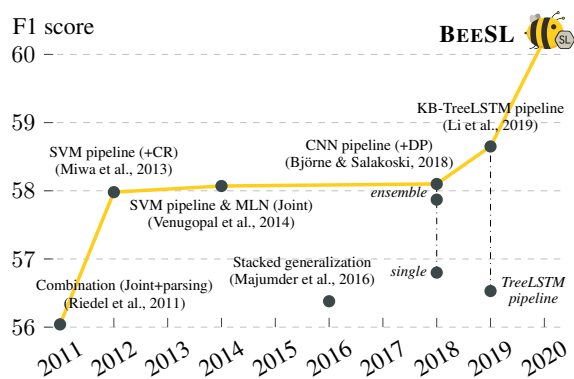 F1 score
BEESL
SL
60
KB-TreeLSTM pipeline
(Li et al., 2019)
59
SVM pipeline (+CR)
(Miwa et al., 2013)
CNN pipeline (+DP)
(Björne & Salakoski, 2018)
58
ensemble
SVM pipeline & MLN (Joint)
(Venugopal et al., 2014)
57
Stacked generalization
(Majumder et al., 2016)
single
Combination (Joint+parsing)
(Riedel et al., 2011)
TreeLSTM
pipeline
56
2011 2012 2013 2014 2015 2016 2017 2018 2019 2020